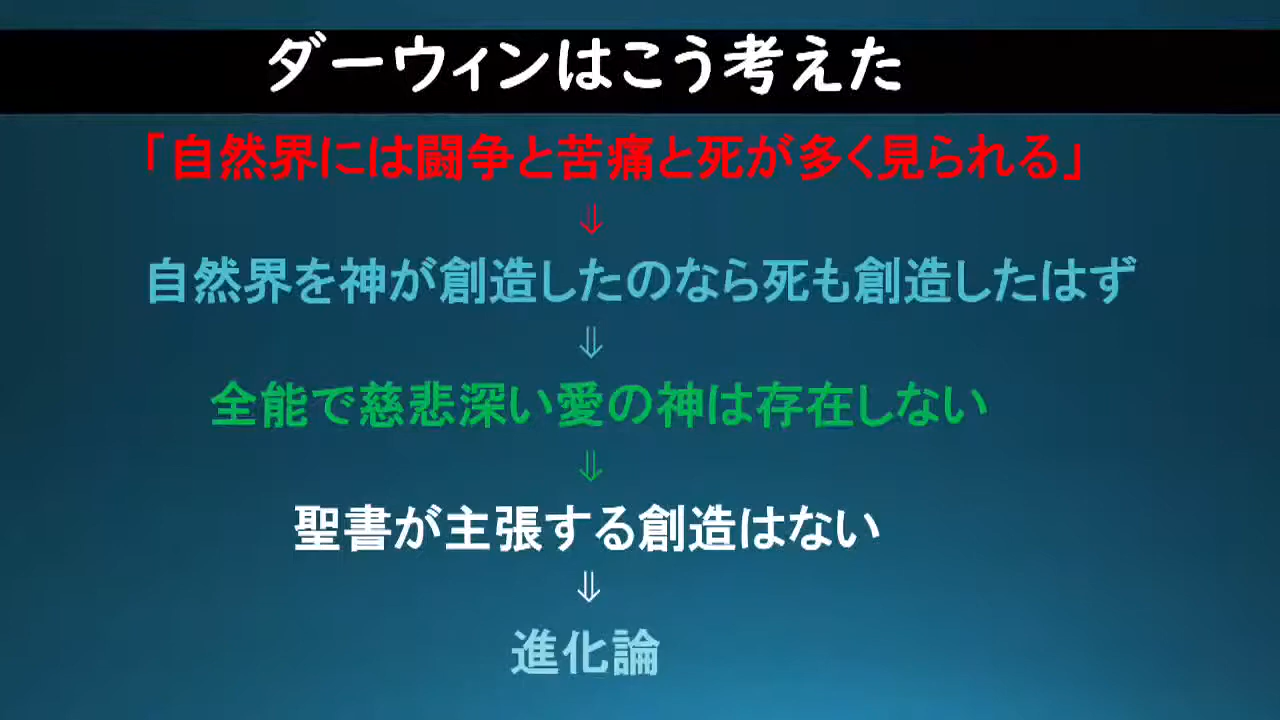 ダーウィンはこう考えた
「自然界には闘争と苦痛と死が多く見られる」
⇓
自然界を神が創造したのなら死も創造したはず
⇓
全能で慈悲深い愛の神は存在しない
⇓
聖書が主張する創造はない
⇓
進化論